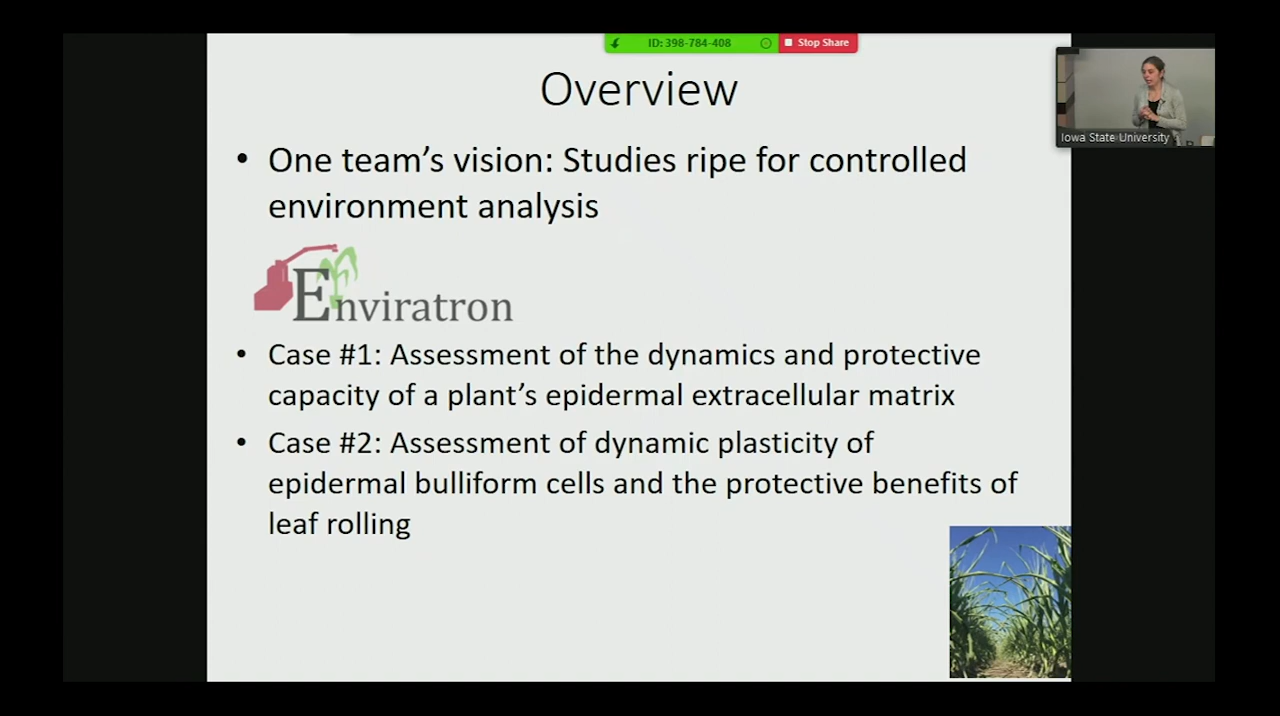 ID: 398-784-408
Stop Share
Overview
Iowa State University
• One team's vision: Studies ripe for controlled
environment analysis
Enviratron
• Case #1: Assessment of the dynamics and protective
capacity of a plant's epidermal extracellular matrix
• Case #2: Assessment of dynamic plasticity of
epidermal bulliform cells and the protective benefits of
leaf rolling